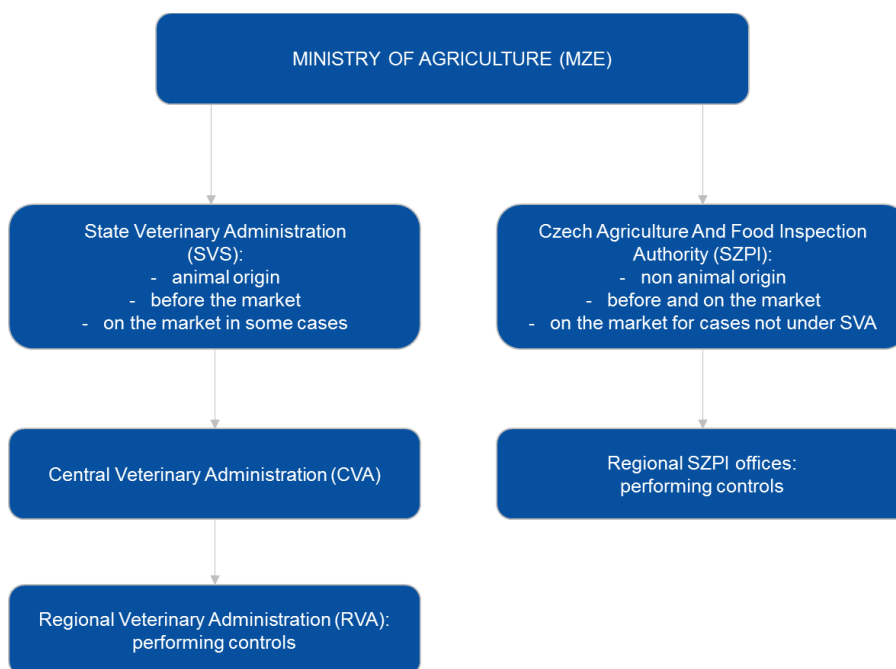 MINISTRY OF AGRICULTURE (MZE)
State Veterinary Administration
(SVS):
- animal origin
- before the market
- on the market in some cases
Czech Agriculture And Food Inspection
Authority (SZPI):
- non animal origin
- before and on the market
- on the market for cases not under SVA
Central Veterinary Administration (CVA)
Regional SZPI offices:
performing controls
Regional Veterinary Administration (RVA):
performing controls